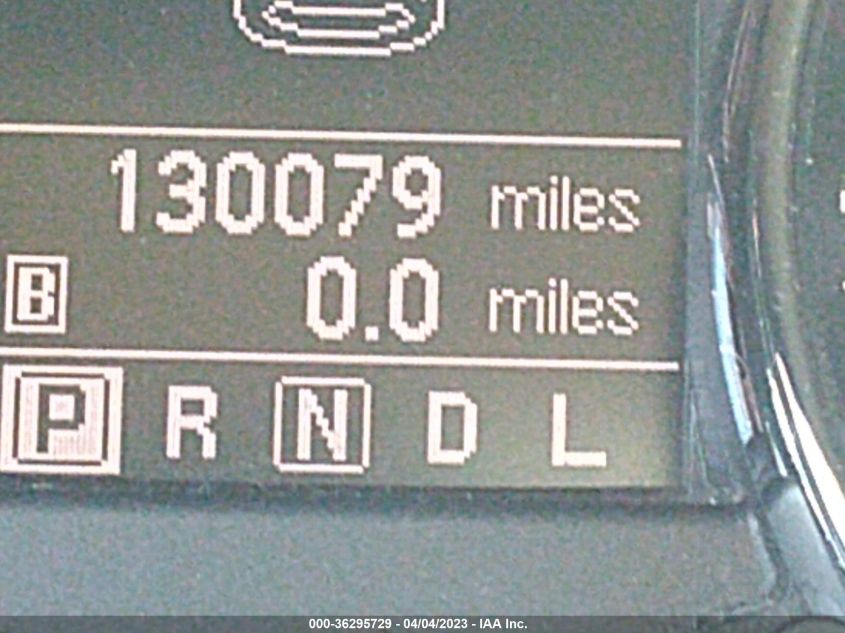 130079 miles
B 0.0 miles
P R N D L
000-36295729 - 04/04/2023 - IAA Inc.